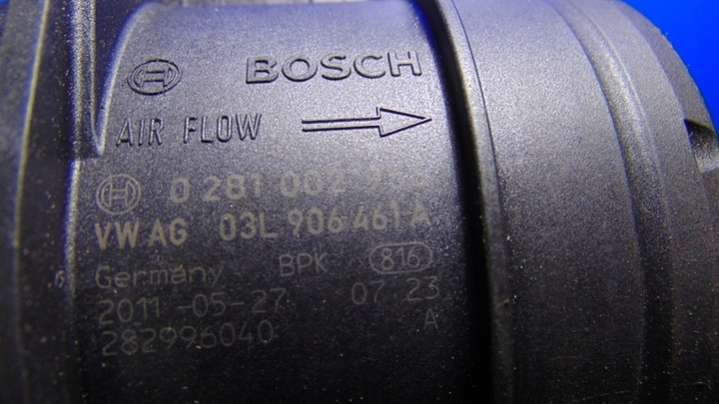 BOSCH
AIR FLOW
0 281 002
VW AG 03L 906 461 A
Germany BPK 816
2011-05-27 07:23
282996040 A